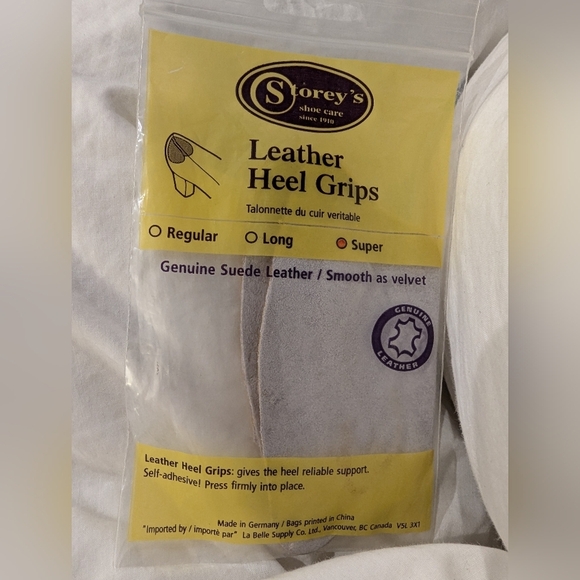 Storey's
shoe care
since 1910
Leather
Heel Grips
Talonnette du cuir veritable
Regular Long Super
Genuine Suede Leather / Smooth as velvet
GENUINE
LEATHER
Leather Heel Grips: gives the heel reliable support.
Self-adhesive! Press firmly into place.
Made in Germany / Bags printed in China
"Imported by / importé par" La Belle Supply Co. Ltd., Vancouver, BC Canada V5L 3X1